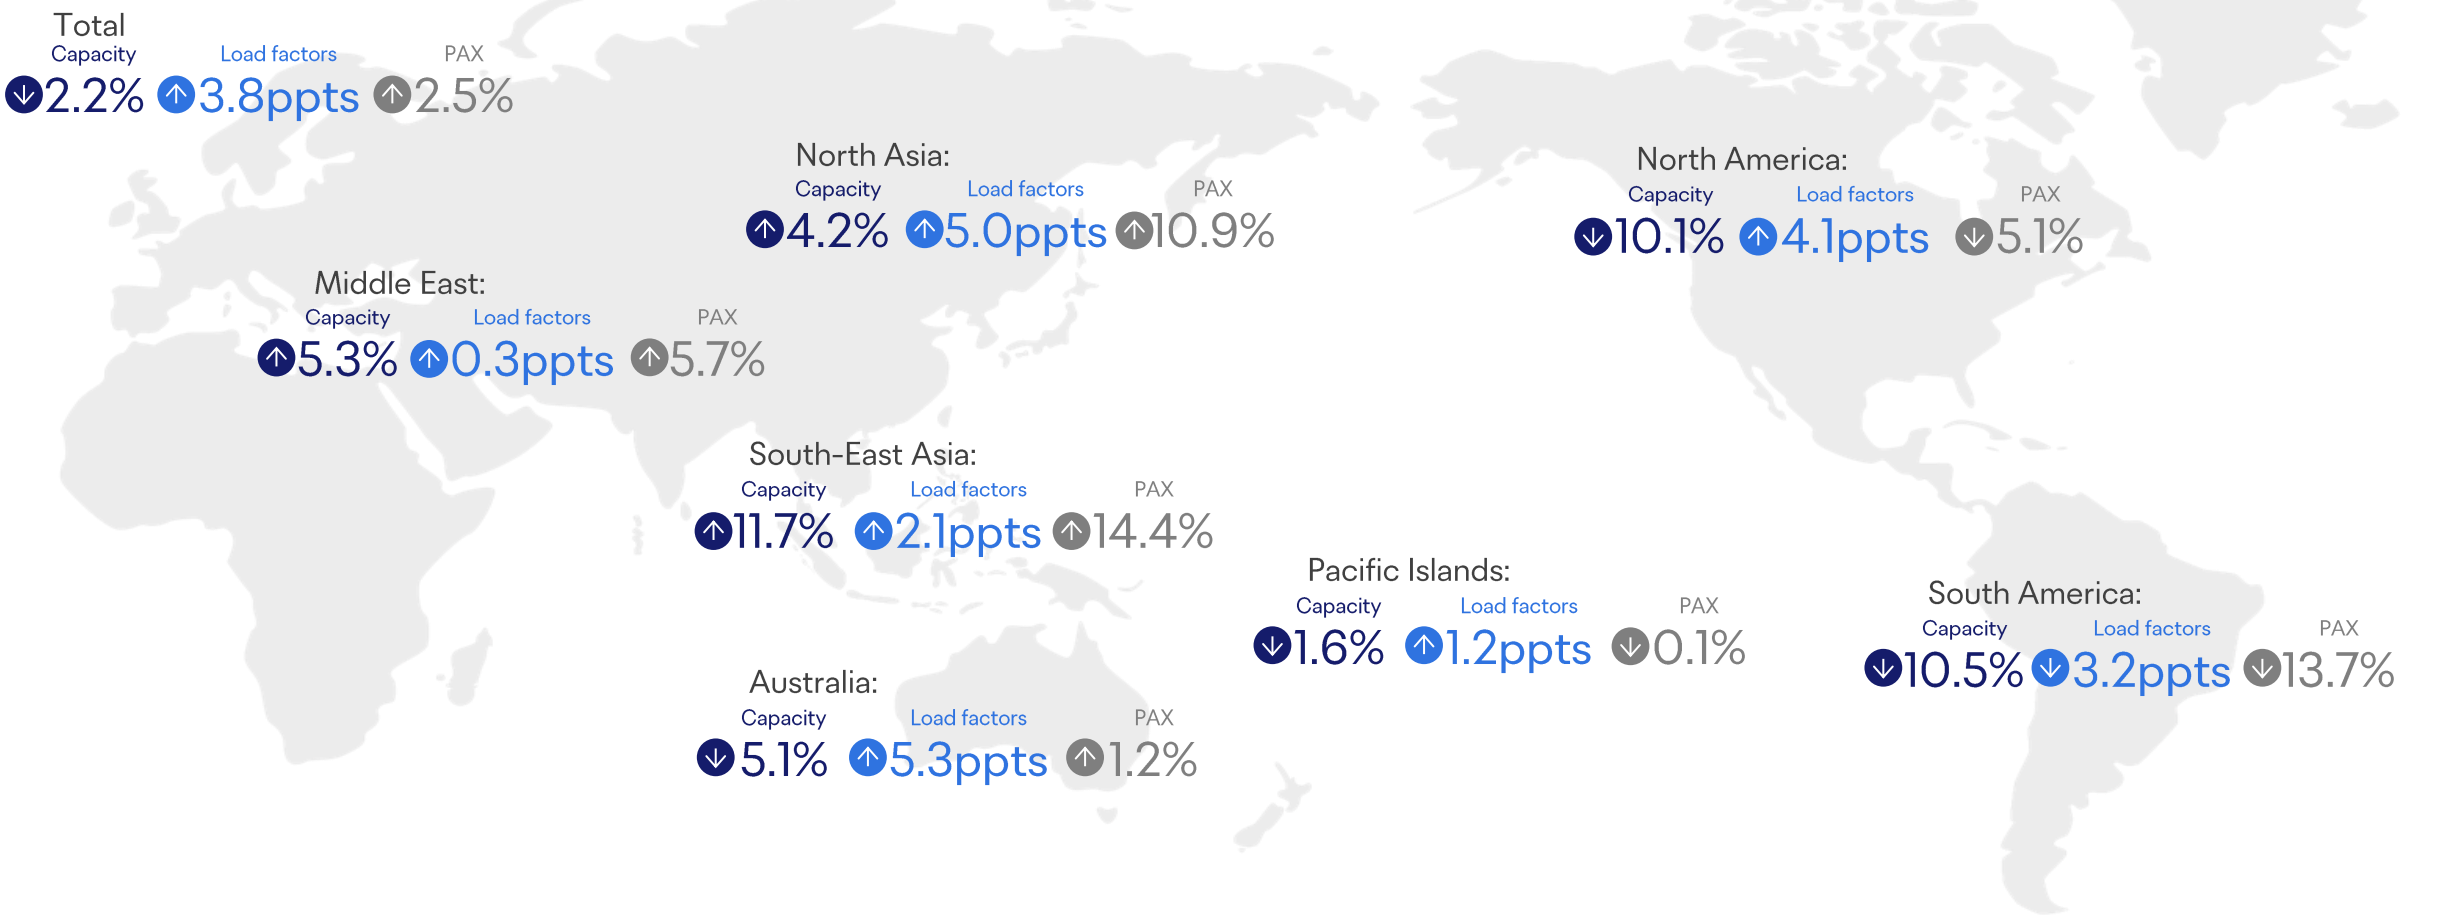 Total
Capacity Load factors PAX
2.2% 3.8ppts 2.5%
North Asia:
Capacity Load factors PAX
4.2% 5.0ppts 10.9%
North America:
Capacity Load factors PAX
10.1% 4.1ppts 5.1%
Middle East:
Capacity Load factors PAX
5.3% 0.3ppts 5.7%
South-East Asia:
Capacity Load factors PAX
11.7% 2.1ppts 14.4%
Pacific Islands:
Capacity Load factors PAX
1.6% 1.2ppts 0.1%
South America:
Capacity Load factors PAX
10.5% 3.2ppts 13.7%
Australia:
Capacity Load factors PAX
5.1% 5.3ppts 1.2%